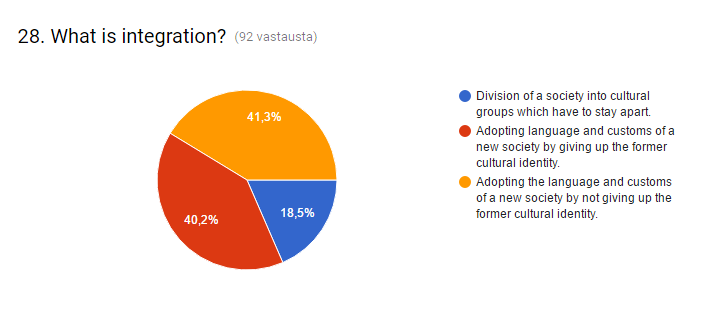 28. What is integration? (92 vastausta)
41,3%
40,2%
18,5%
Division of a society into cultural
groups which have to stay apart.
Adopting language and customs of a
new society by giving up the former
cultural identity.
Adopting the language and customs
of a new society by not giving up the
former cultural identity.